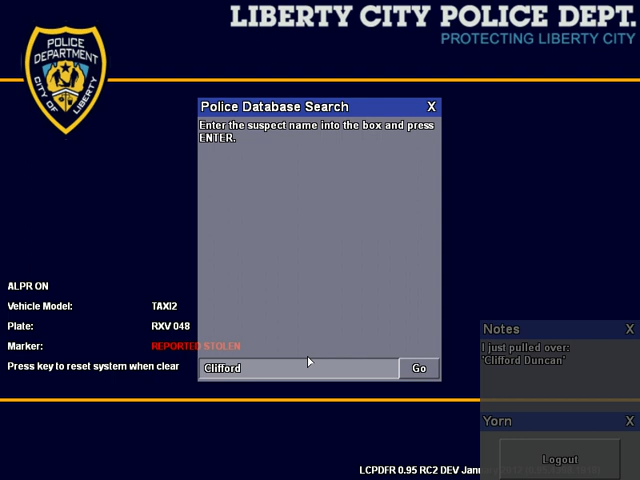 LIBERTY CITY POLICE DEPT.
PROTECTING LIBERTY CITY
POLICE
DEPARTMENT
CITY OF LIBERTY
Police Database Search X
Enter the suspect name into the box and press
ENTER.
ALPR ON
Vehicle Model: TAXI2
Plate: RXV 048
Marker: REPORTED STOLEN
Press key to reset system when clear
Clifford Go
Notes X
I just pulled over:
'Clifford Duncan'
Yorn X
Logout
LCPDFR 0.95 RC2 DEV